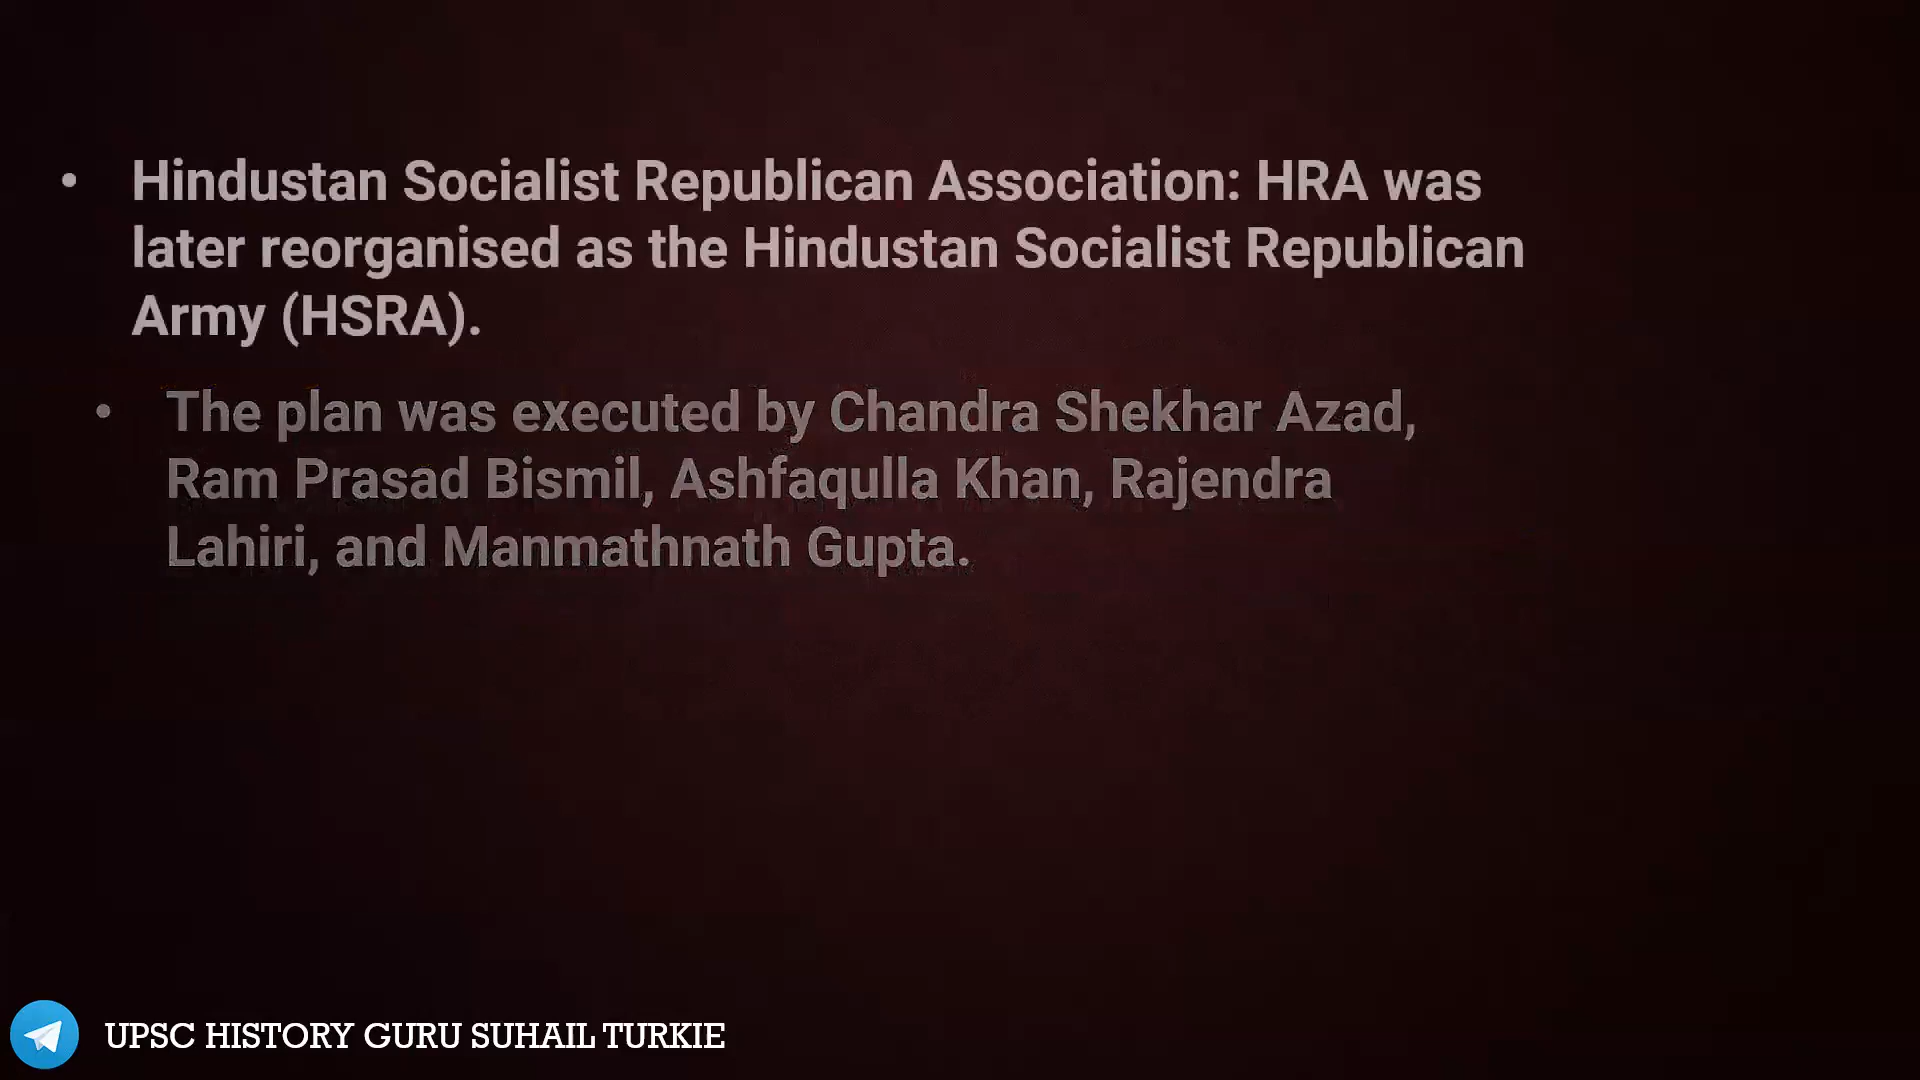 • Hindustan Socialist Republican Association: HRA was
later reorganised as the Hindustan Socialist Republican
Army (HSRA).
• The plan was executed by Chandra Shekhar Azad,
Ram Prasad Bismil, Ashfaqulla Khan, Rajendra
Lahiri, and Manmathnath Gupta.
UPSC HISTORY GURU SUHAIL TURKIE